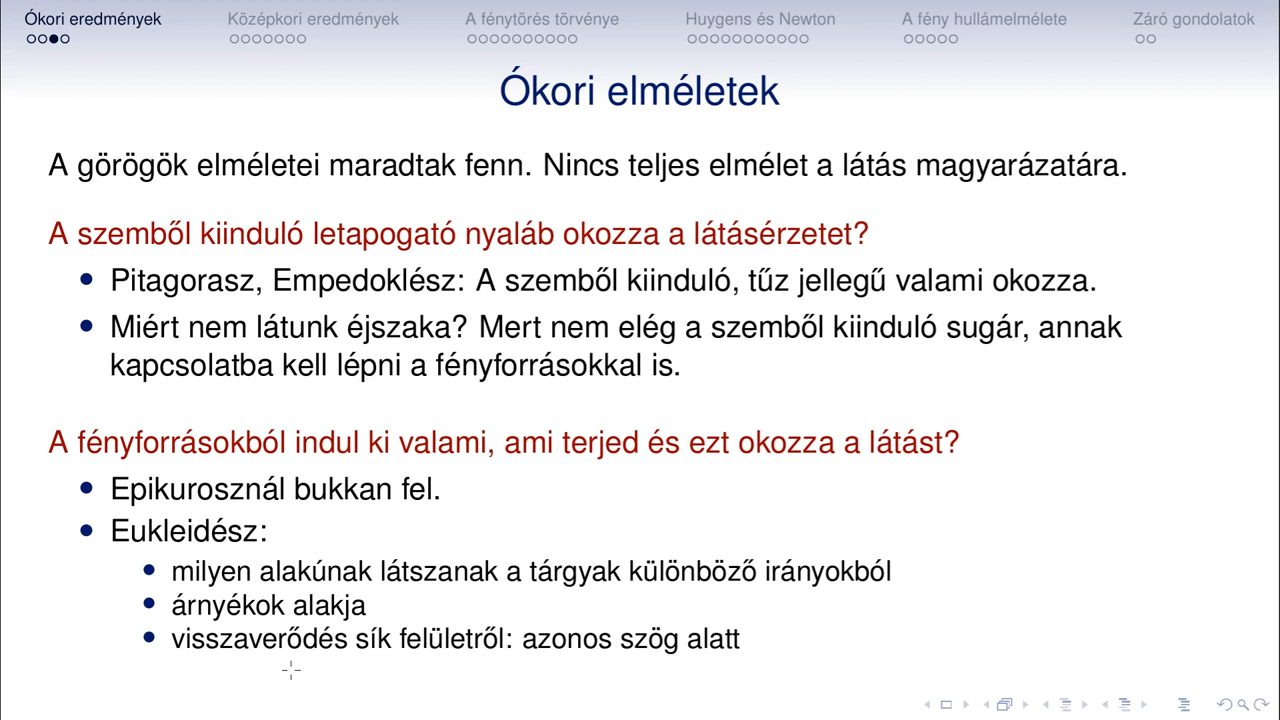 Ókori eredmények Középkori eredmények A fénytörés törvénye Huygens és Newton A fény hullámelmélete Záró gondolatok
Ókori elméletek
A görögök elméletei maradtak fenn. Nincs teljes elmélet a látás magyarázatára.
A szemből kiinduló letapogató nyaláb okozza a látásérzetet?
Pitagorasz, Empedoklész: A szemből kiinduló, tűz jellegű valami okozza.
Miért nem látunk éjszaka? Mert nem elég a szemből kiinduló sugár, annak
kapcsolatba kell lépni a fényforrásokkal is.
A fényforrásokból indul ki valami, ami terjed és ezt okozza a látást?
Epikurosznál bukkan fel.
Eukleidész:
milyen alakúnak látszanak a tárgyak különböző irányokból
árnyékok alakja
visszaverődés sík felületről: azonos szög alatt